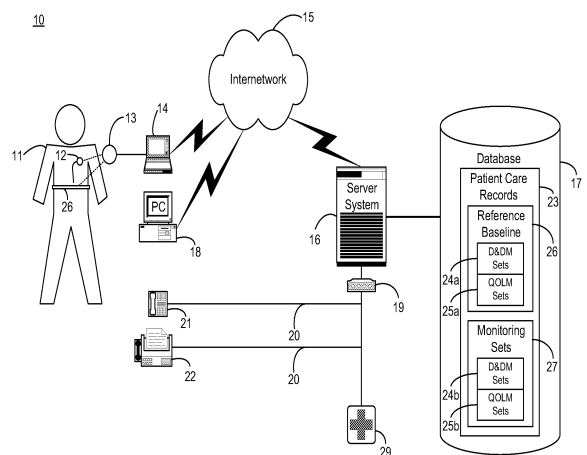 10
15
Internetwork
13
14
12
11
26
PC
18
Server
System
16
Database
17
Patient Care
Records
23
Reference
Baseline
26
D&DM
Sets
24a
QOLM
Sets
25a
19
21
20
22
20
Monitoring
Sets
27
D&DM
Sets
24b
QOLM
Sets
25b
29